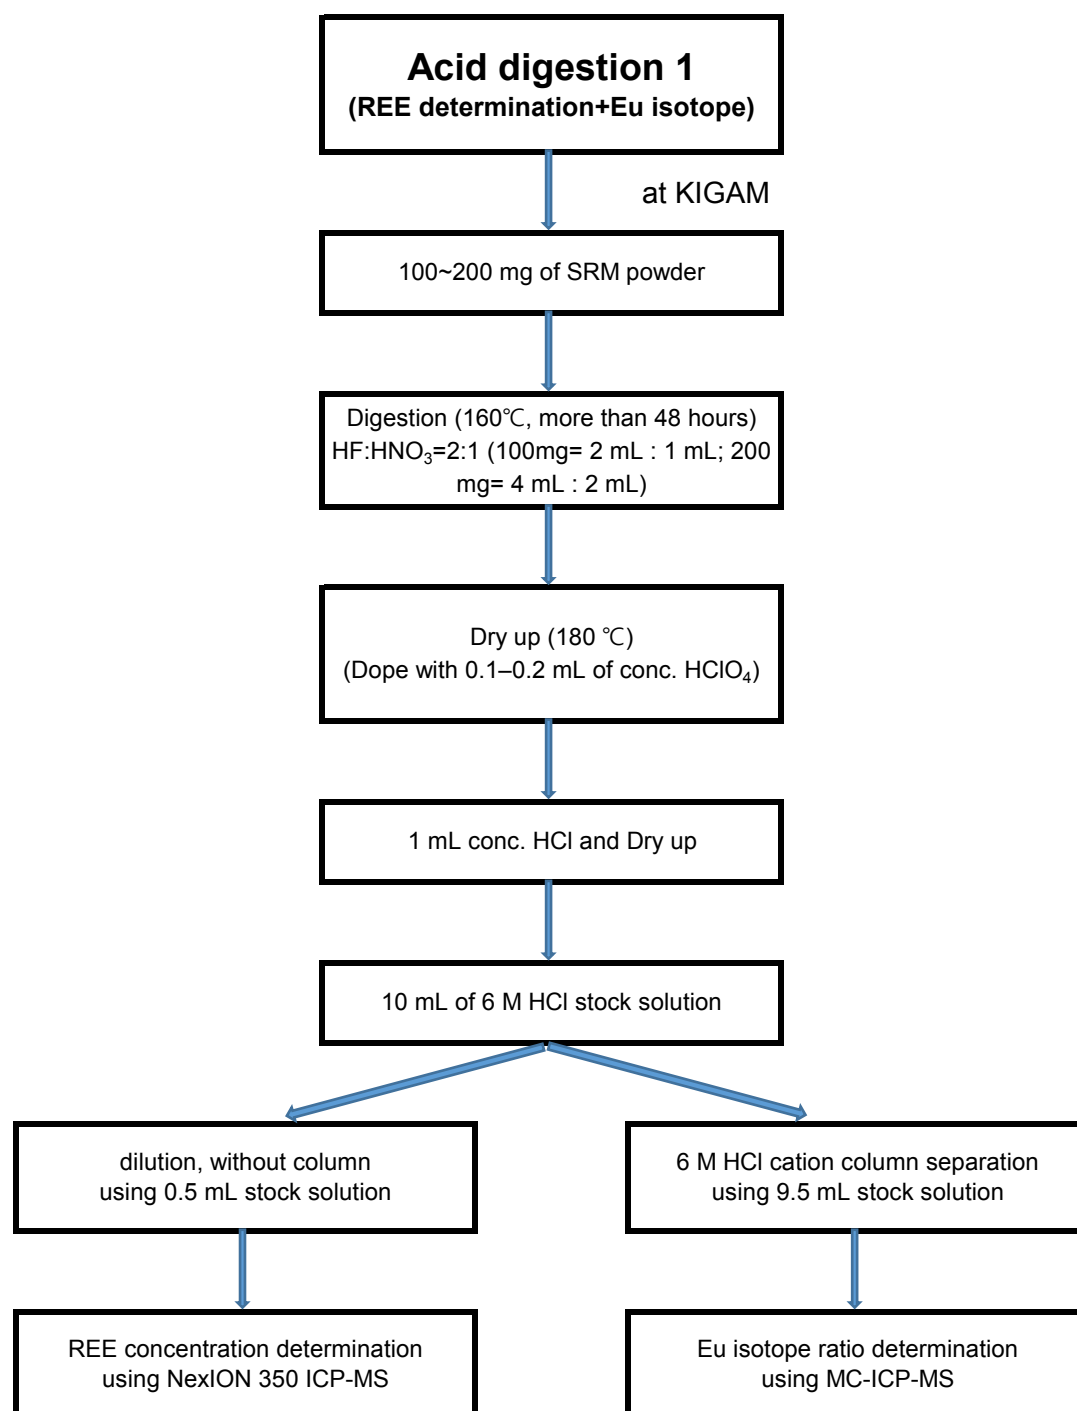 Acid digestion 1
(REE determination+Eu isotope)
at KIGAM
100~200 mg of SRM powder
Digestion (160℃, more than 48 hours)
HF:HNO₃=2:1 (100mg= 2 mL : 1 mL; 200
mg= 4 mL : 2 mL)
Dry up (180 ℃)
(Dope with 0.1–0.2 mL of conc. HClO₄)
1 mL conc. HCl and Dry up
10 mL of 6 M HCl stock solution
dilution, without column
using 0.5 mL stock solution
6 M HCl cation column separation
using 9.5 mL stock solution
REE concentration determination
using NexION 350 ICP-MS
Eu isotope ratio determination
using MC-ICP-MS